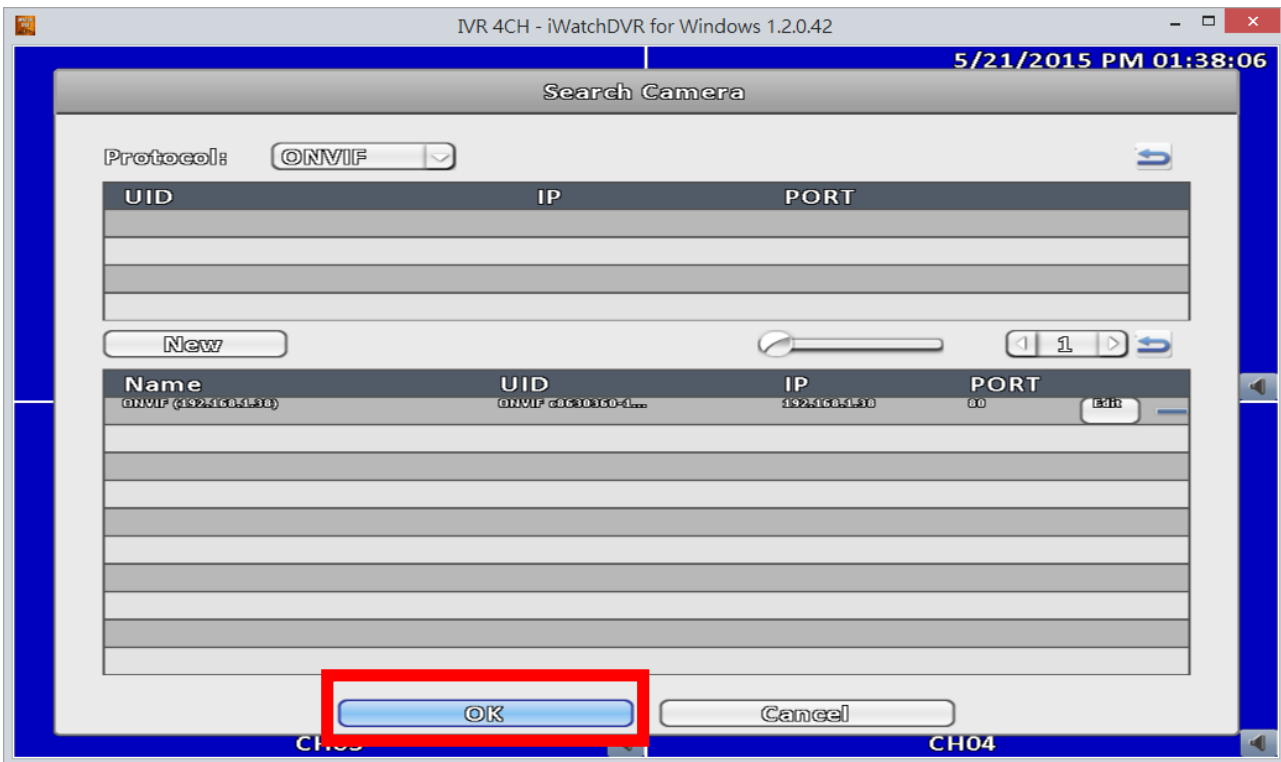 IVR 4CH - iWatchDVR for Windows 1.2.0.42
5/21/2015 PM 01:38:06
Search Camera
Protocol: ONVIF
UID IP PORT
New 1
Name UID IP PORT
ONVIF (192.168.1.38) ONVIF 192.168.1.38 80 Edit
OK Cancel
CH03 CH04